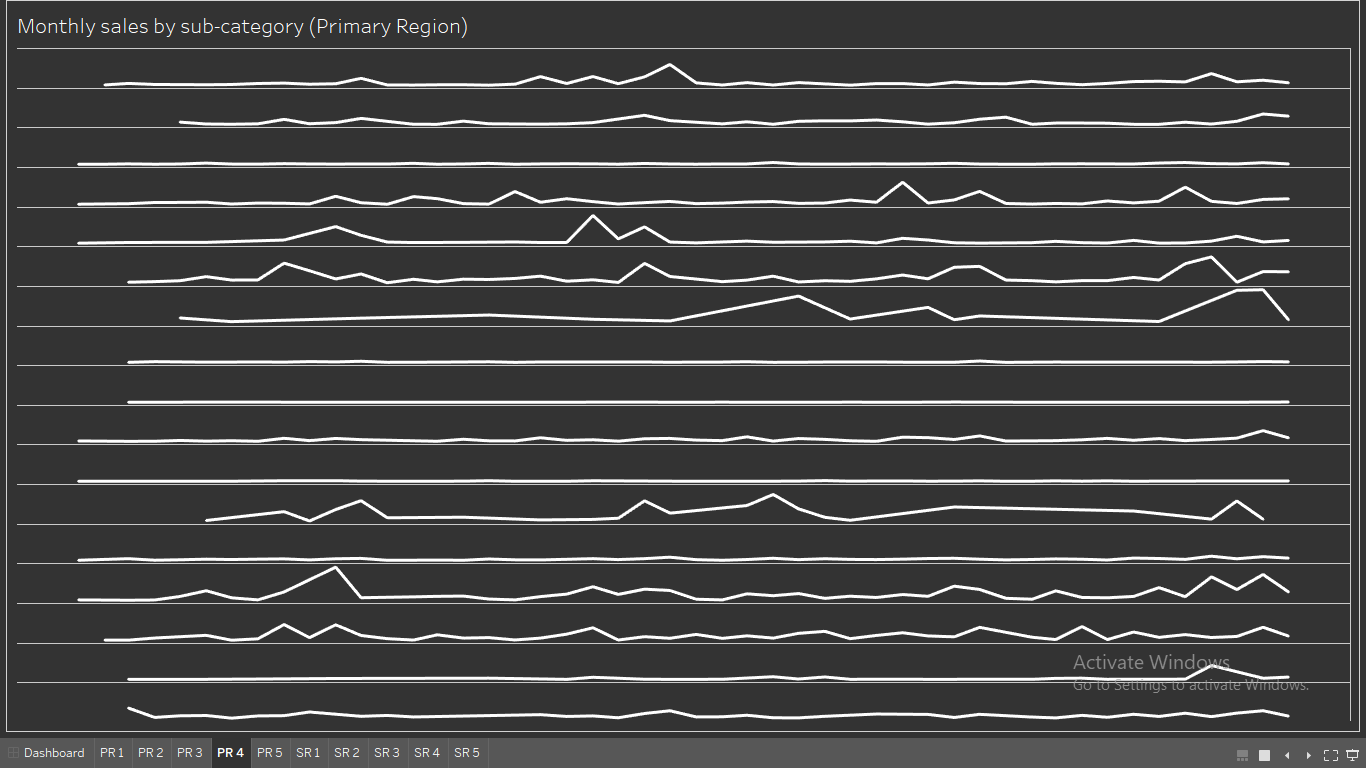 Monthly sales by sub-category (Primary Region)
Activate Windows
Go to Settings to activate Windows.
Dashboard PR 1 PR 2 PR 3 PR 4 PR 5 SR 1 SR 2 SR 3 SR 4 SR 5